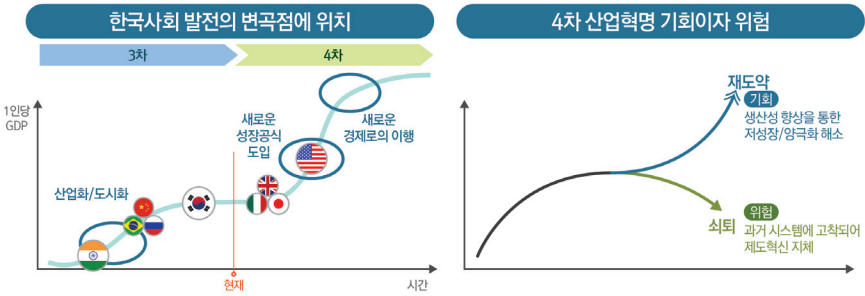 한국사회 발전의 변곡점에 위치
3차
4차
1인당
GDP
산업화/도시화
새로운
성장공식
도입
새로운
경제로의 이행
현재
시간
4차 산업혁명 기회이자 위험
재도약
기회
생산성 향상을 통한
저성장/양극화 해소
쇠퇴
위험
과거 시스템에 고착되어
제도혁신 지체